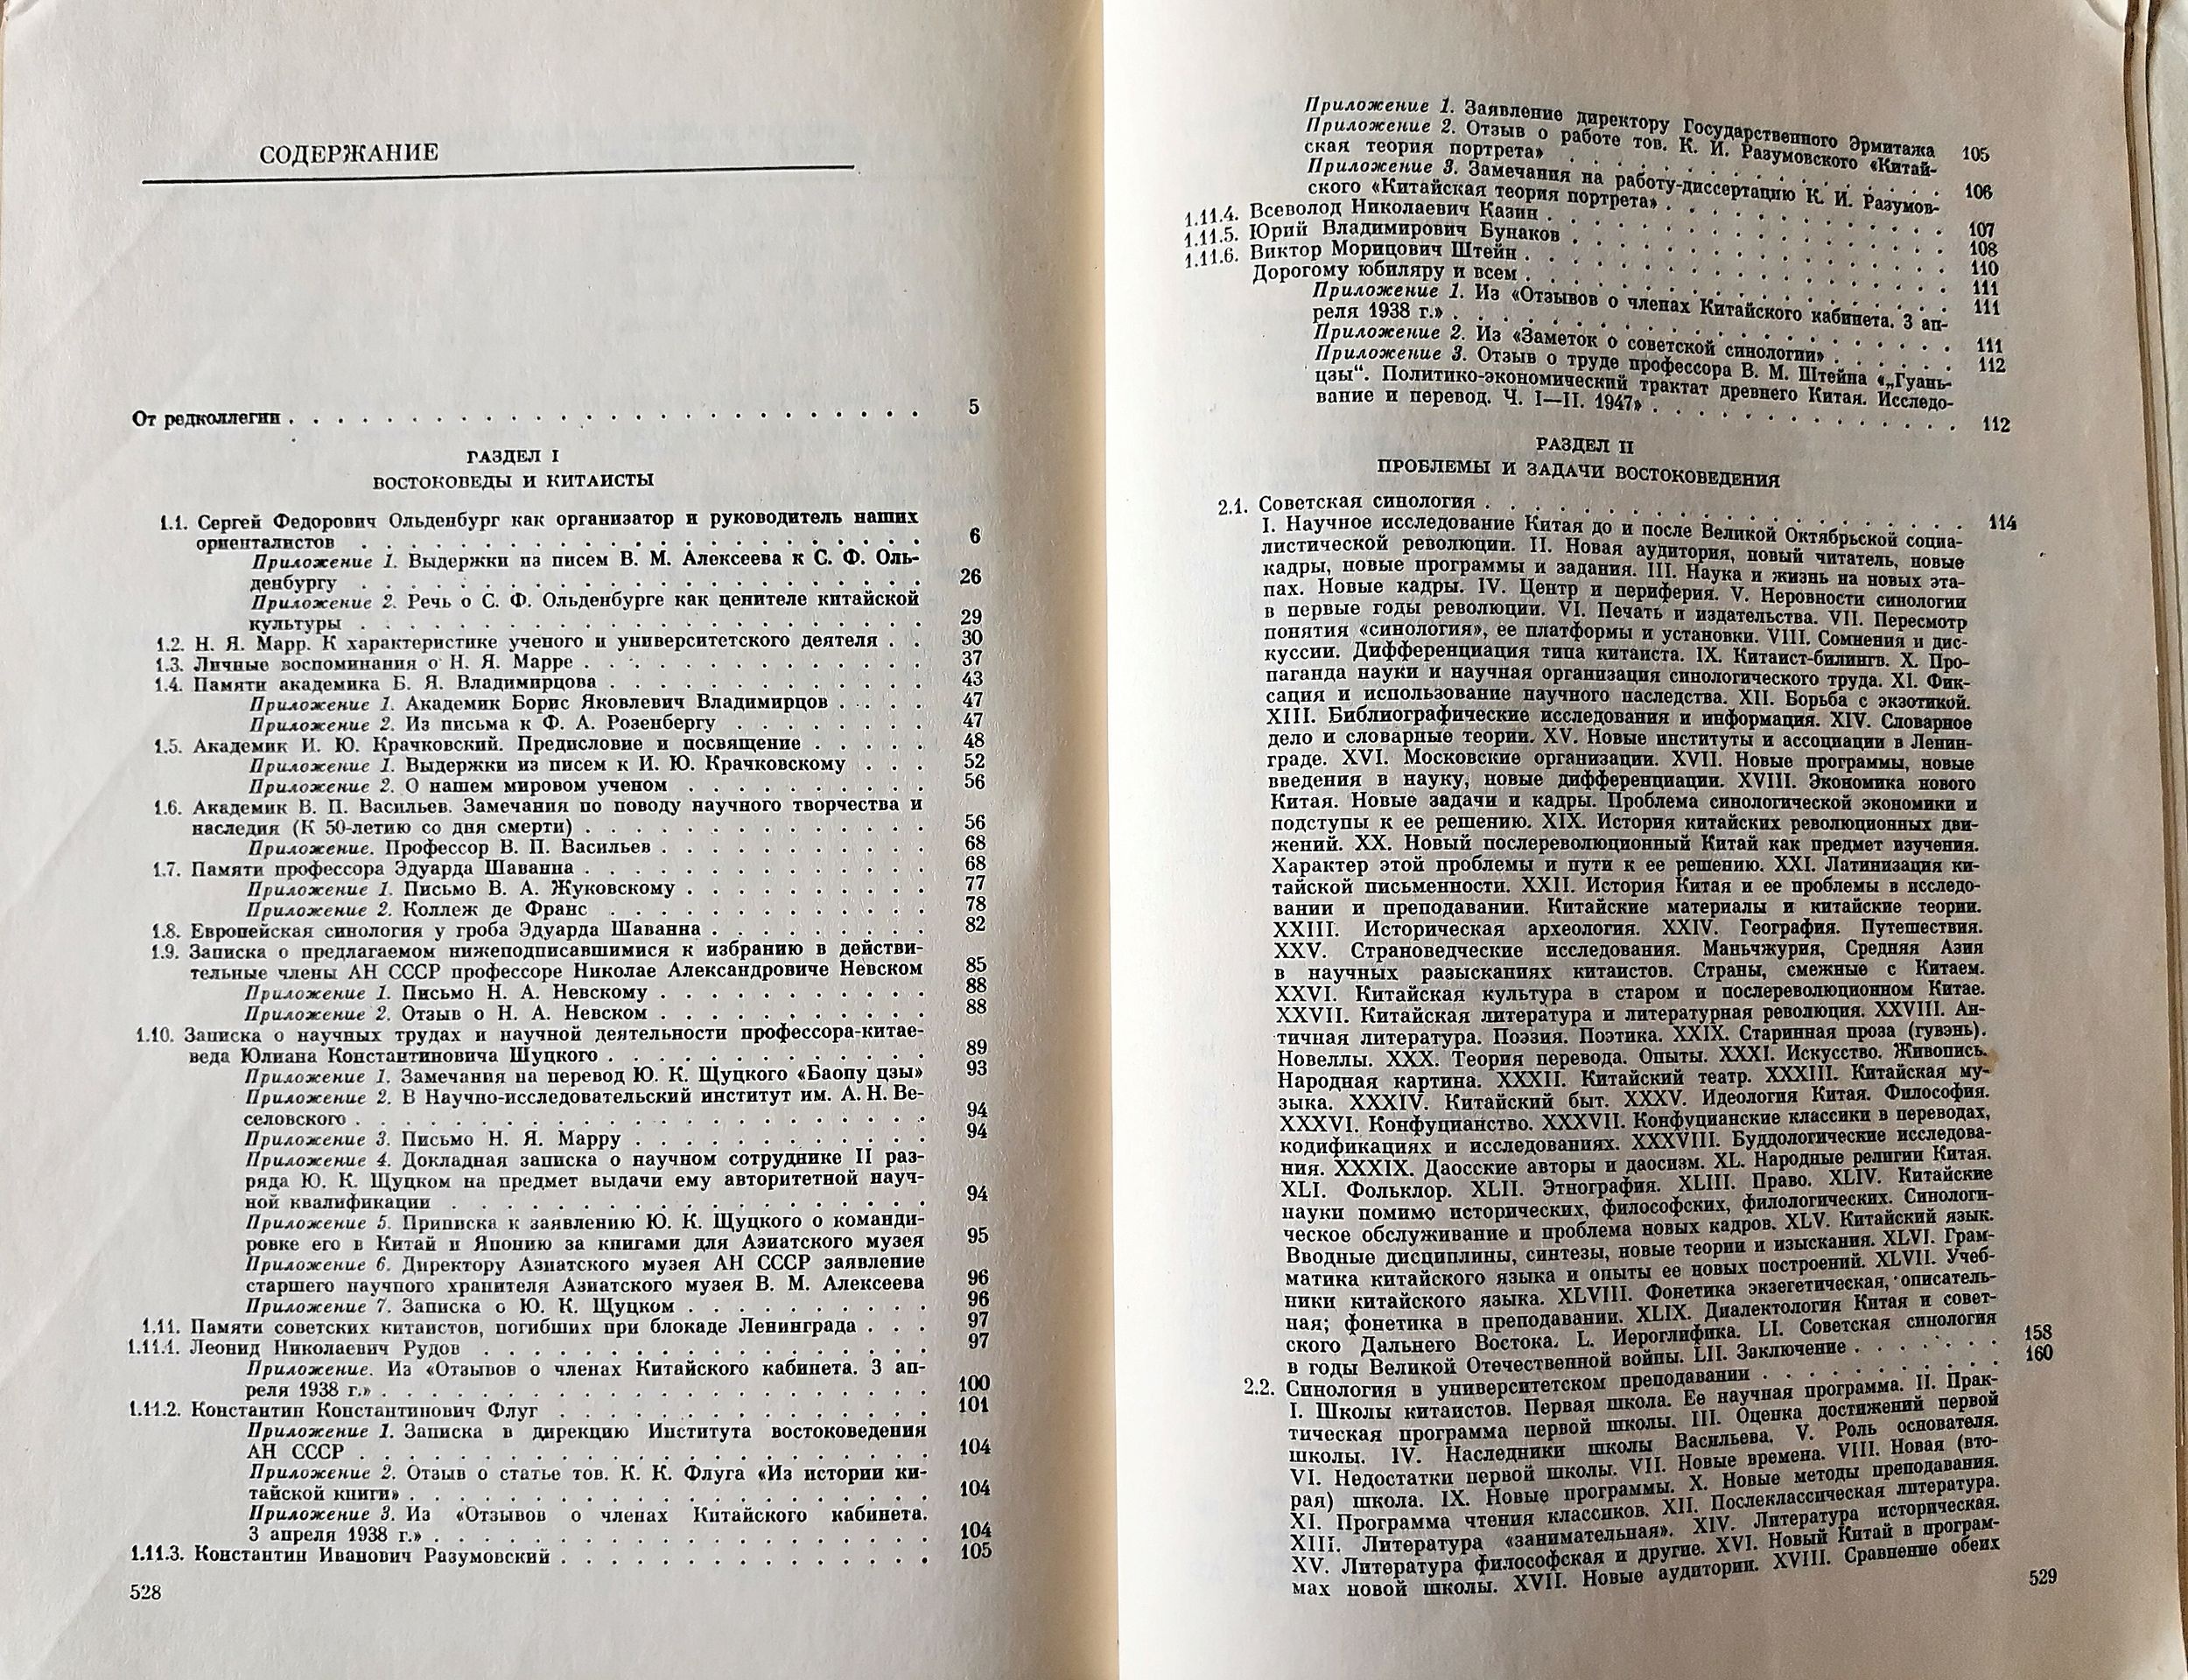 СОДЕРЖАНИЕ
От редколлегии . . . . . . . . . . . . . . . . . . . . . . . . 5
РАЗДЕЛ I
ВОСТОКОВЕДЫ И КИТАИСТЫ
1.1. Сергей Федорович Ольденбург как организатор и руководитель наших
ориенталистов . . . . . . . . . . . . . . . . . . . . 6
Приложение 1. Выдержки из писем В. М. Алексеева к С. Ф. Оль-
денбургу . . . . . . . . . . . . . . . . . . . . 26
Приложение 2. Речь о С. Ф. Ольденбурге как ценителе китайской
культуры . . . . . . . . . . . . . . . . . . . . 29
1.2. Н. Я. Марр. К характеристике ученого и университетского деятеля . . 30
1.3. Личные воспоминания о Н. Я. Марре . . . . . . . . . . . . 37
1.4. Памяти академика Б. Я. Владимирцова . . . . . . . . . . . 43
Приложение 1. Академик Борис Яковлевич Владимирцов . . . . 47
Приложение 2. Из письма к Ф. А. Розенбергу . . . . . . . 47
1.5. Академик И. Ю. Крачковский. Предисловие и посвящение . . . . . 48
Приложение 1. Выдержки из писем к И. Ю. Крачковскому . . . 52
Приложение 2. О нашем мировом ученом . . . . . . . . . 56
1.6. Академик В. П. Васильев. Замечания по поводу научного творчества и
наследия (К 50-летию со дня смерти) . . . . . . . . . . . . 56
Приложение. Профессор В. П. Васильев . . . . . . . . . . 68
1.7. Памяти профессора Эдуарда Шаванна . . . . . . . . . . . . 68
Приложение 1. Письмо В. А. Жуковскому . . . . . . . . . 77
Приложение 2. Коллеж де Франс . . . . . . . . . . . . 78
1.8. Европейская синология у гроба Эдуарда Шаванна . . . . . . . . 82
1.9. Записка о предлагаемом нижеподписавшимися к избранию в действи-
тельные члены АН СССР профессоре Николае Александровиче Невском 85
Приложение 1. Письмо Н. А. Невскому . . . . . . . . . . 88
Приложение 2. Отзыв о Н. А. Невском . . . . . . . . . . 88
1.10. Записка о научных трудах и научной деятельности профессора-китае-
веда Юлиана Константиновича Шуцкого . . . . . . . . . . . 89
Приложение 1. Замечания на перевод Ю. К. Щуцкого «Баопу цзы» 93
Приложение 2. В Научно-исследовательский институт им. А. Н. Ве-
селовского . . . . . . . . . . . . . . . . . . . . 94
Приложение 3. Письмо Н. Я. Марру . . . . . . . . . . . 94
Приложение 4. Докладная записка о научном сотруднике II раз-
ряда Ю. К. Щуцком на предмет выдачи ему авторитетной науч-
ной квалификации . . . . . . . . . . . . . . . . . 94
Приложение 5. Приписка к заявлению Ю. К. Щуцкого о команди-
ровке его в Китай и Японию за книгами для Азиатского музея 95
Приложение 6. Директору Азиатского музея АН СССР заявление
старшего научного хранителя Азиатского музея В. М. Алексеева 96
Приложение 7. Записка о Ю. К. Щуцком . . . . . . . . . 96
1.11. Памяти советских китаистов, погибших при блокаде Ленинграда . . . 97
1.11.1. Леонид Николаевич Рудов . . . . . . . . . . . . . . . . 97
Приложение. Из «Отзывов о членах Китайского кабинета. 3 ап-
реля 1938 г.» . . . . . . . . . . . . . . . . . . . 100
1.11.2. Константин Константинович Флуг . . . . . . . . . . . . . 101
Приложение 1. Записка в дирекцию Института востоковедения
АН СССР . . . . . . . . . . . . . . . . . . . . 104
Приложение 2. Отзыв о статье тов. К. К. Флуга «Из истории ки-
тайской книги» . . . . . . . . . . . . . . . . . . 104
Приложение 3. Из «Отзывов о членах Китайского кабинета.
3 апреля 1938 г.» . . . . . . . . . . . . . . . . . 104
1.11.3. Константин Иванович Разумовский . . . . . . . . . . . . . 105
528
Приложение 1. Заявление директору Государственного Эрмитажа 105
Приложение 2. Отзыв о работе тов. К. И. Разумовского «Китай-
ская теория портрета» . . . . . . . . . . . . . . . 106
Приложение 3. Замечания на работу-диссертацию К. И. Разумов-
ского «Китайская теория портрета» . . . . . . . . . . . 107
1.11.4. Всеволод Николаевич Казин . . . . . . . . . . . . . . . 108
1.11.5. Юрий Владимирович Бунаков . . . . . . . . . . . . . . 110
1.11.6. Виктор Морицович Штейн . . . . . . . . . . . . . . . . 111
Дорогому юбиляру и всем . . . . . . . . . . . . . . . . 111
Приложение 1. Из «Отзывов о членах Китайского кабинета. 3 ап-
реля 1938 г.» . . . . . . . . . . . . . . . . . . . 111
Приложение 2. Из «Заметок о советской синологии» . . . . . 112
Приложение 3. Отзыв о труде профессора В. М. Штейна «„Гуань-
цзы“. Политико-экономический трактат древнего Китая. Исследо-
вание и перевод. Ч. I—II. 1947» . . . . . . . . . . . . 112
РАЗДЕЛ II
ПРОБЛЕМЫ И ЗАДАЧИ ВОСТОКОВЕДЕНИЯ
2.1. Советская синология . . . . . . . . . . . . . . . . . . 114
I. Научное исследование Китая до и после Великой Октябрьской социа-
листической революции. II. Новая аудитория, новый читатель, новые
кадры, новые программы и задания. III. Наука и жизнь на новых эта-
пах. Новые кадры. IV. Центр и периферия. V. Неровности синологии
в первые годы революции. VI. Печать и издательства. VII. Пересмотр
понятия «синология», ее платформы и установки. VIII. Сомнения и дис-
куссии. Дифференциация типа китаиста. IX. Китаист-билингв. X. Про-
паганда науки и научная организация синологического труда. XI. Фик-
сация и использование научного наследства. XII. Борьба с экзотикой.
XIII. Библиографические исследования и информация. XIV. Словарное
дело и словарные теории. XV. Новые институты и ассоциации в Ленин-
граде. XVI. Московские организации. XVII. Новые программы, новые
введения в науку, новые дифференциации. XVIII. Экономика нового
Китая. Новые задачи и кадры. Проблема синологической экономики и
подступы к ее решению. XIX. История китайских революционных дви-
жений. XX. Новый послереволюционный Китай как предмет изучения.
Характер этой проблемы и пути к ее решению. XXI. Латинизация ки-
тайской письменности. XXII. История Китая и ее проблемы в исследо-
вании и преподавании. Китайские материалы и китайские теории.
XXIII. Историческая археология. XXIV. География. Путешествия.
XXV. Страноведческие исследования. Маньчжурия, Средняя Азия
в научных разысканиях китаистов. Страны, смежные с Китаем.
XXVI. Китайская культура в старом и послереволюционном Китае.
XXVII. Китайская литература и литературная революция. XXVIII. Ан-
тичная литература. Поэзия. Поэтика. XXIX. Старинная проза (гувэнь).
Новеллы. XXX. Теория перевода. Опыты. XXXI. Искусство. Живопись.
Народная картина. XXXII. Китайский театр. XXXIII. Китайская му-
зыка. XXXIV. Китайский быт. XXXV. Идеология Китая. Философия.
XXXVI. Конфуцианство. XXXVII. Конфуцианские классики в переводах,
кодификациях и исследованиях. XXXVIII. Буддологические исследова-
ния. XXXIX. Даосские авторы и даосизм. XL. Народные религии Китая.
XLI. Фольклор. XLII. Этнография. XLIII. Право. XLIV. Китайские
науки помимо исторических, философских, филологических. Синологи-
ческое обслуживание и проблема новых кадров. XLV. Китайский язык.
Вводные дисциплины, синтезы, новые теории и изыскания. XLVI. Грам-
матика китайского языка и опыты ее новых построений. XLVII. Учеб-
ники китайского языка. XLVIII. Фонетика экзегетическая, описатель-
ная; фонетика в преподавании. XLIX. Диалектология Китая и совет-
ского Дальнего Востока. L. Иероглифика. LI. Советская синология
в годы Великой Отечественной войны. LII. Заключение . . . . . . . 158
2.2. Синология в университетском преподавании . . . . . . . . . . 160
I. Школы китаистов. Первая школа. Ее научная программа. II. Прак-
тическая программа первой школы. III. Оценка достижений первой
школы. IV. Наследники школы Васильева. V. Роль основателя.
VI. Недостатки первой школы. VII. Новые времена. VIII. Новая (вто-
рая) школа. IX. Новые программы. X. Новые методы преподавания.
XI. Программа чтения классиков. XII. Послеклассическая литература.
XIII. Литература «занимательная». XIV. Литература историческая.
XV. Литература философская и другие. XVI. Новый Китай в програм-
мах новой школы. XVII. Новые аудитории. XVIII. Сравнение обеих
529